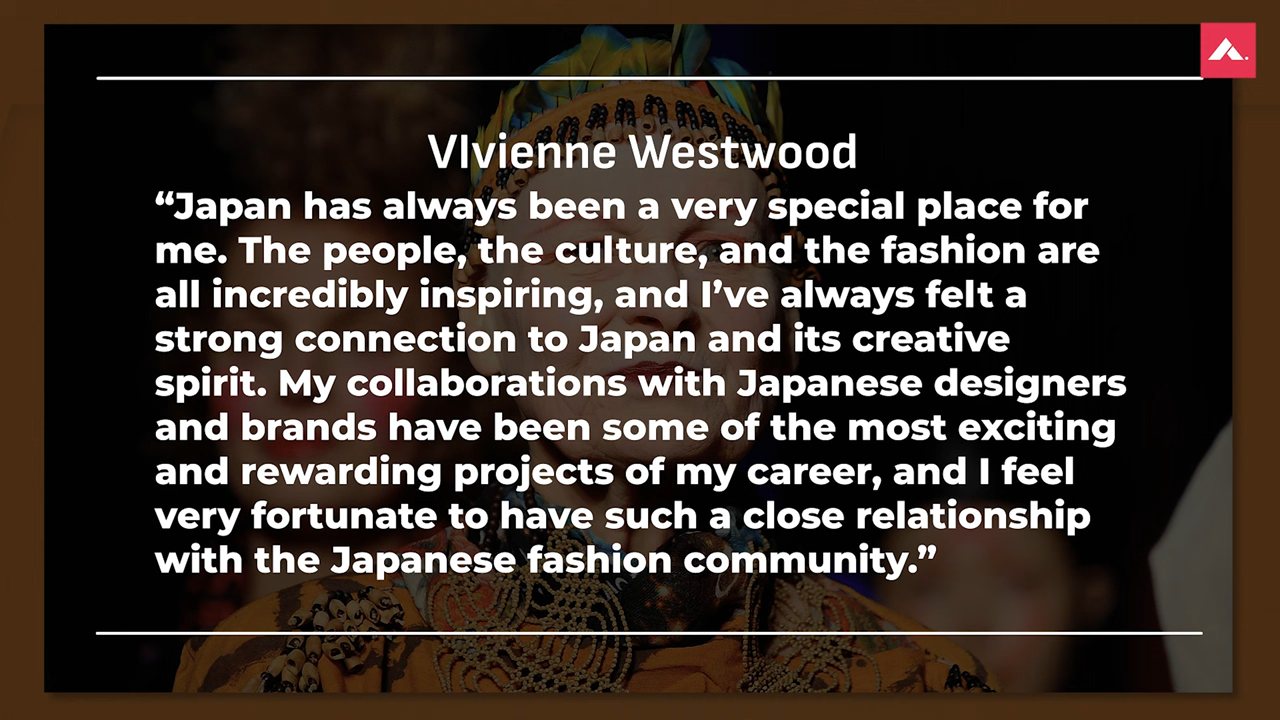 VIvienne Westwood
“Japan has always been a very special place for
me. The people, the culture, and the fashion are
all incredibly inspiring, and I’ve always felt a
strong connection to Japan and its creative
spirit. My collaborations with Japanese designers
and brands have been some of the most exciting
and rewarding projects of my career, and I feel
very fortunate to have such a close relationship
with the Japanese fashion community.”